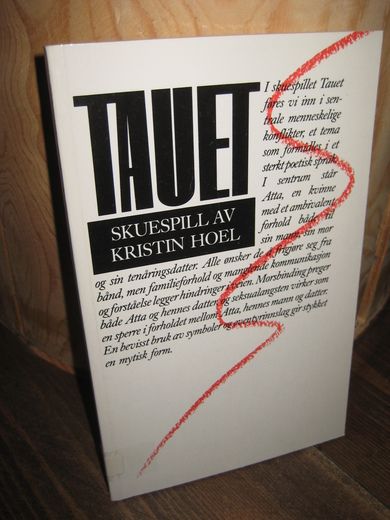 TAUET
SKUESPILL AV
KRISTIN HOEL
I skuespillet Tauet
føres vi inn i sen-
trale menneskelige
konflikter, et tema
som formidles i et
sterkt poetisk språk.
I sentrum står
Atta, en kvinne
med et ambivalent
forhold både til
sin mann, sin mor
og sin tenåringsdatter. Alle ønsker de å frigjøre seg fra
bånd, men familieforhold og manglende kommunikasjon
og forståelse legger hindringer i veien. Morsbinding preger
både Atta og hennes datter, og seksualangsten virker som
en sperre i forholdet mellom Atta, hennes mann og datter.
En bevisst bruk av symboler og eventyrinnslag gir stykket
en mytisk form.